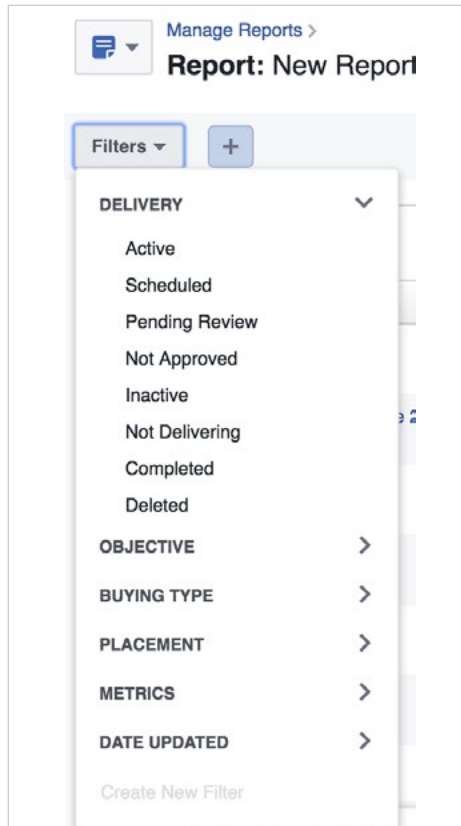 Manage Reports >
Report: New Report
Filters
+
DELIVERY
Active
Scheduled
Pending Review
Not Approved
Inactive
Not Delivering
Completed
Deleted
OBJECTIVE
BUYING TYPE
PLACEMENT
METRICS
DATE UPDATED
Create New Filter